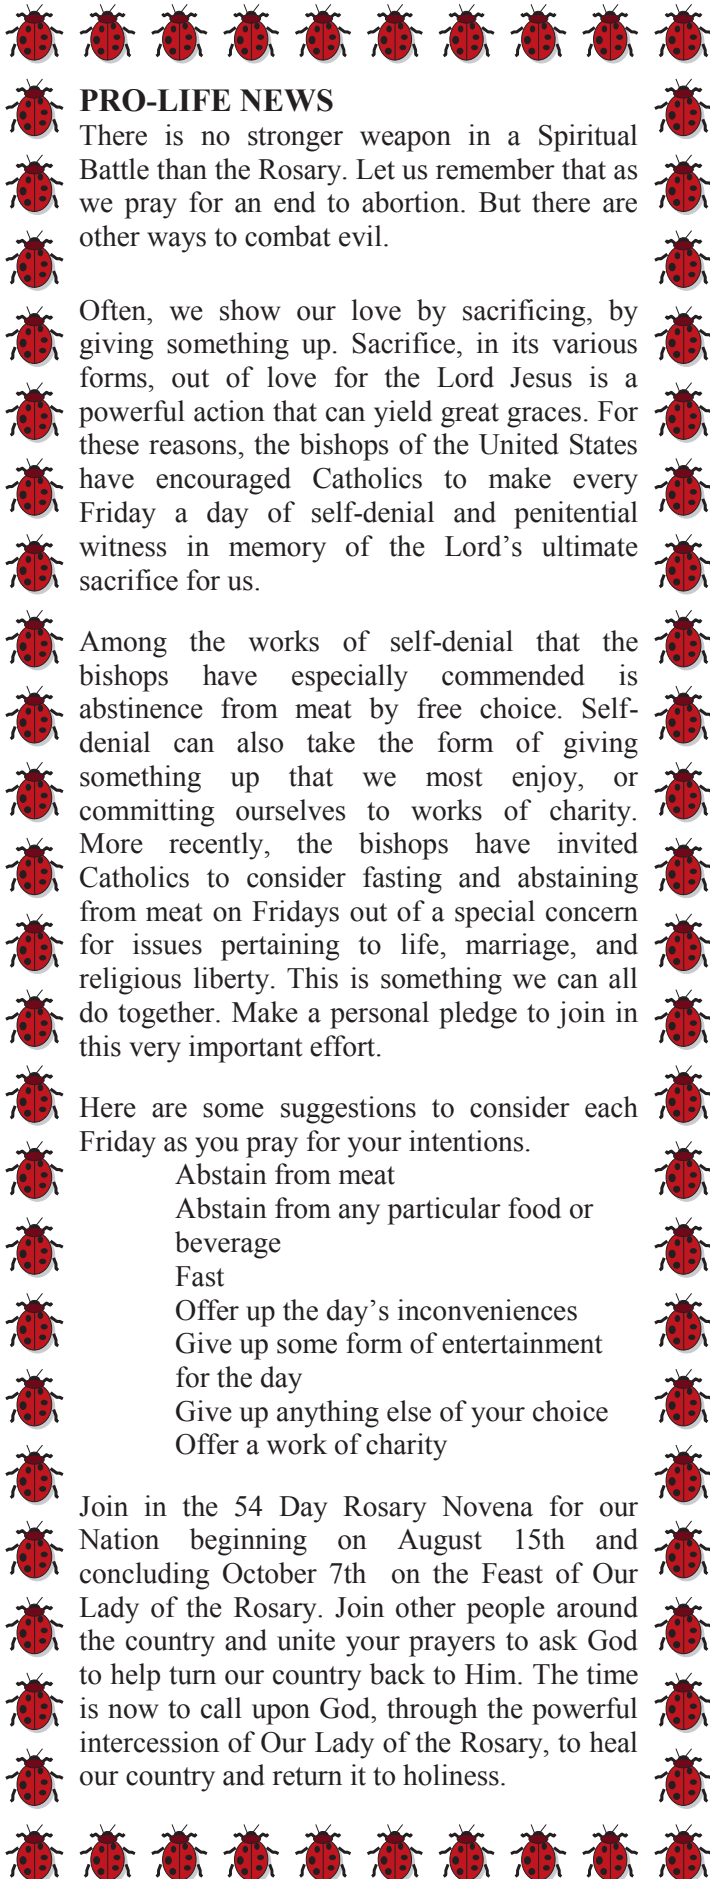 PRO-LIFE NEWS
There is no stronger weapon in a Spiritual
Battle than the Rosary. Let us remember that as
we pray for an end to abortion. But there are
other ways to combat evil.
Often, we show our love by sacrificing, by
giving something up. Sacrifice, in its various
forms, out of love for the Lord Jesus is a
powerful action that can yield great graces. For
these reasons, the bishops of the United States
have encouraged Catholics to make every
Friday a day of self-denial and penitential
witness in memory of the Lord’s ultimate
sacrifice for us.
Among the works of self-denial that the
bishops have especially commended is
abstinence from meat by free choice. Self-
denial can also take the form of giving
something up that we most enjoy, or
committing ourselves to works of charity.
More recently, the bishops have invited
Catholics to consider fasting and abstaining
from meat on Fridays out of a special concern
for issues pertaining to life, marriage, and
religious liberty. This is something we can all
do together. Make a personal pledge to join in
this very important effort.
Here are some suggestions to consider each
Friday as you pray for your intentions.
Abstain from meat
Abstain from any particular food or
beverage
Fast
Offer up the day’s inconveniences
Give up some form of entertainment
for the day
Give up anything else of your choice
Offer a work of charity
Join in the 54 Day Rosary Novena for our
Nation beginning on August 15th and
concluding October 7th on the Feast of Our
Lady of the Rosary. Join other people around
the country and unite your prayers to ask God
to help turn our country back to Him. The time
is now to call upon God, through the powerful
intercession of Our Lady of the Rosary, to heal
our country and return it to holiness.